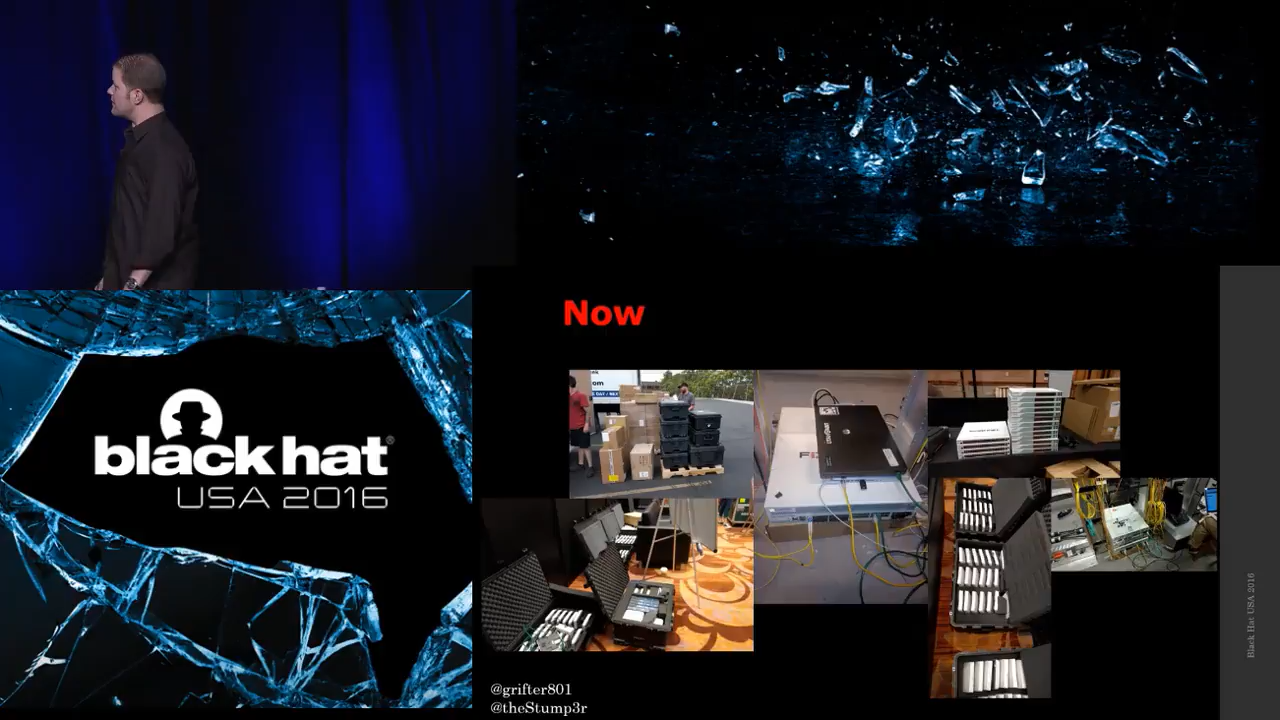 black hat®
USA 2016
Now
@grifter801
@theStump3r
Black Hat USA 2016